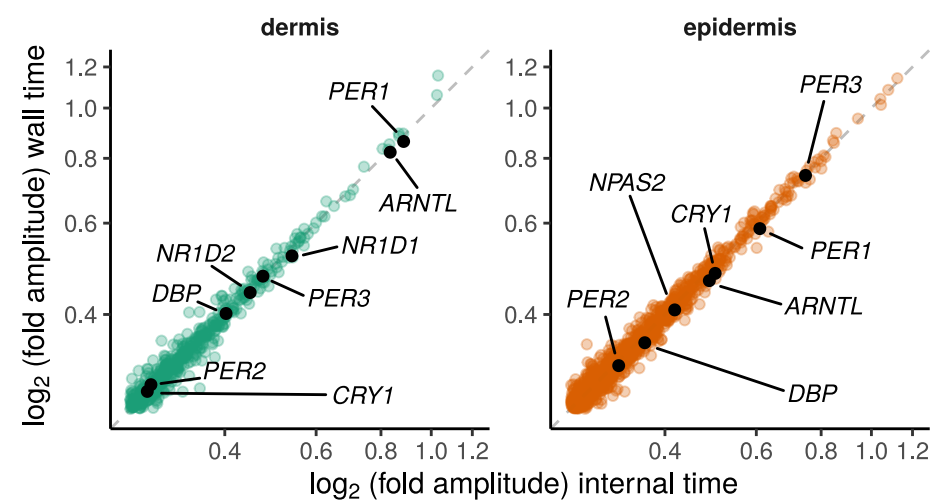 dermis
epidermis
log2 (fold amplitude) wall time
1.2
1.0
0.8
0.6
0.4
PER1
ARNTL
NR1D2
NR1D1
DBP
PER3
PER2
CRY1
0.4
0.6
0.8
1.0
1.2
1.2
1.0
0.8
0.6
0.4
PER3
NPAS2
CRY1
PER1
PER2
ARNTL
DBP
0.4
0.6
0.8
1.0
1.2
log2 (fold amplitude) internal time